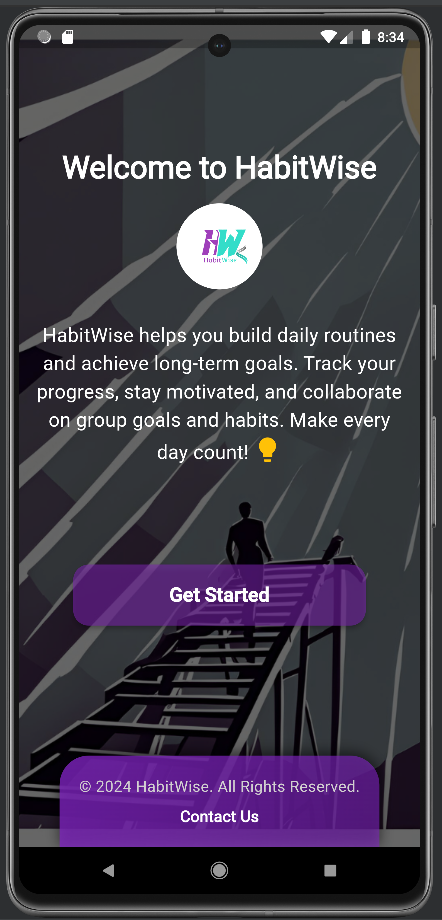 8:34
Welcome to HabitWise
HW
HabitWise
HabitWise helps you build daily routines
and achieve long-term goals. Track your
progress, stay motivated, and collaborate
on group goals and habits. Make every
day count!
Get Started
© 2024 HabitWise. All Rights Reserved.
Contact Us